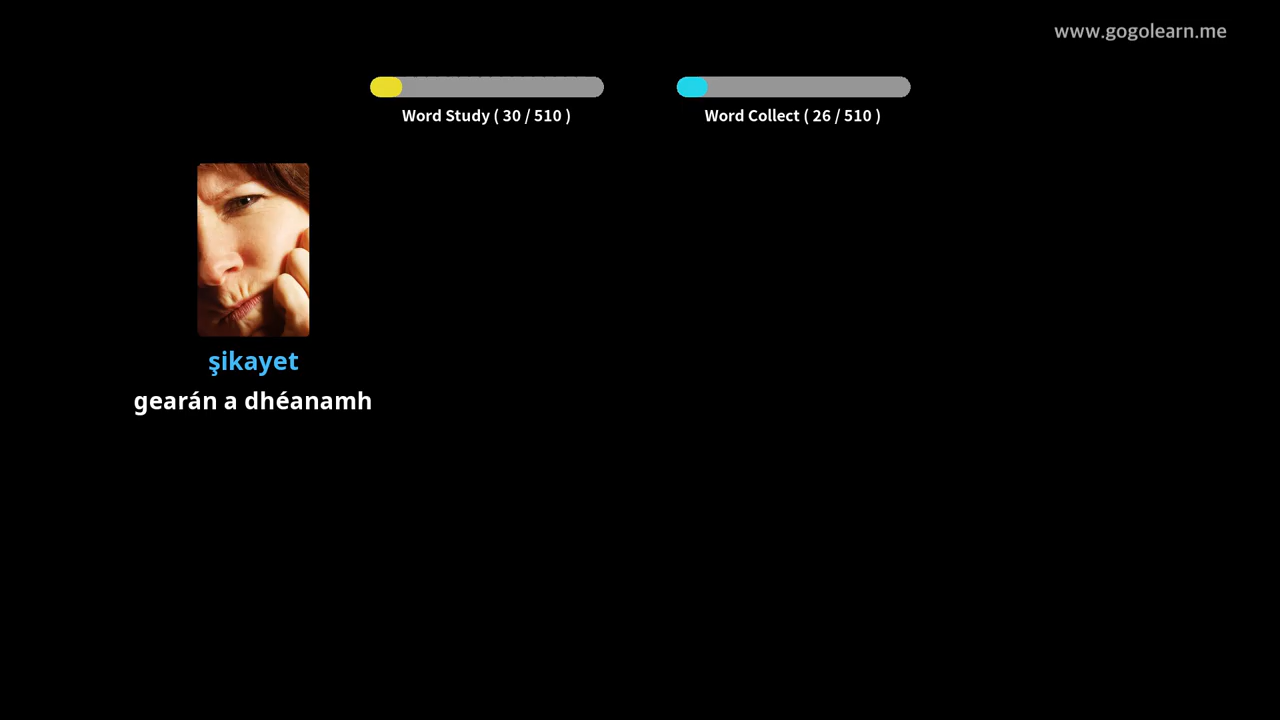 www.gogolearn.me
Word Study ( 30 / 510 )
Word Collect ( 26 / 510 )
şikayet
gearán a dhéanamh